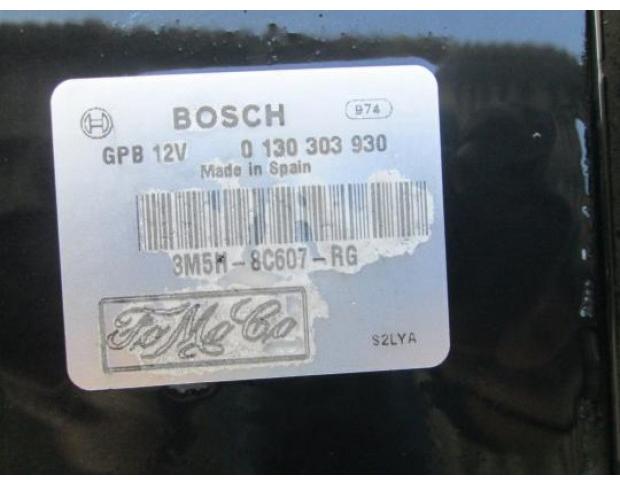 BOSCH 974
GPB 12V 0 130 303 930
Made in Spain
3M5H-8C607-RG
FoMoCo
S2LYA